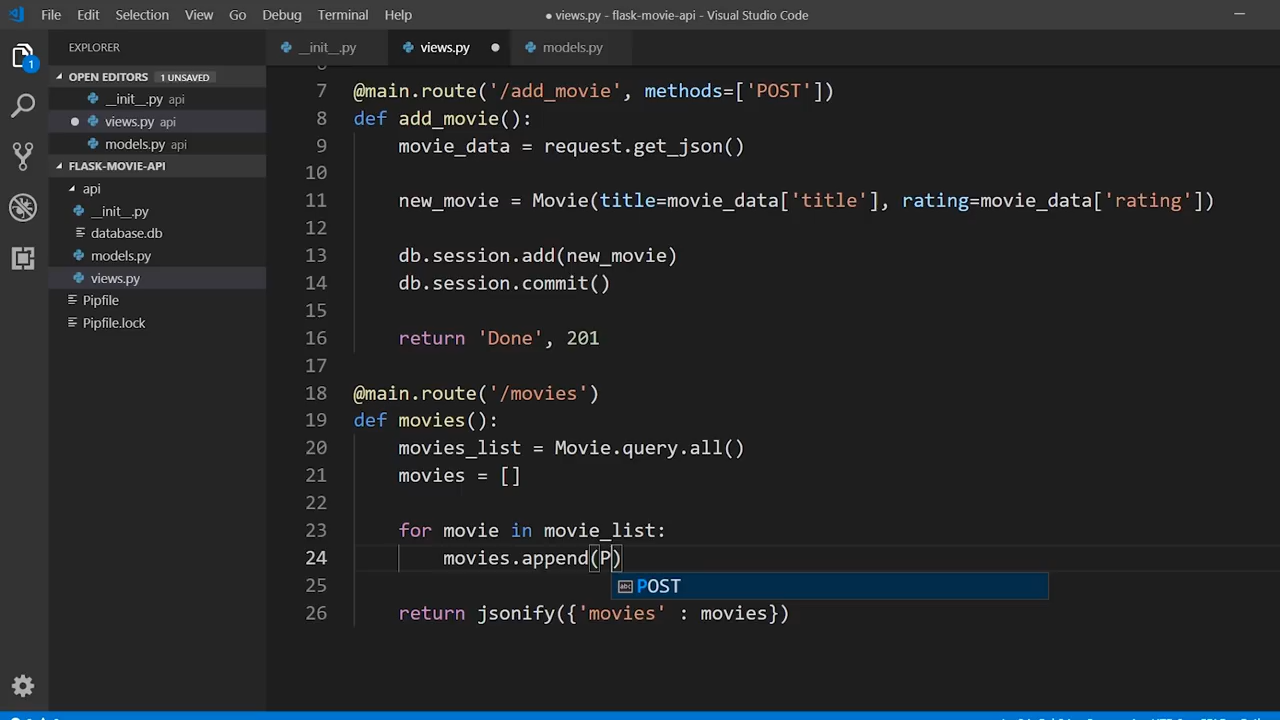 File Edit Selection View Go Debug Terminal Help ● views.py - flask-movie-api - Visual Studio Code
EXPLORER
__init__.py views.py models.py
OPEN EDITORS 1 UNSAVED
__init__.py api
views.py api
models.py api
FLASK-MOVIE-API
api
__init__.py
database.db
models.py
views.py
Pipfile
Pipfile.lock
1
7 @main.route('/add_movie', methods=['POST'])
8 def add_movie():
9 movie_data = request.get_json()
10
11 new_movie = Movie(title=movie_data['title'], rating=movie_data['rating'])
12
13 db.session.add(new_movie)
14 db.session.commit()
15
16 return 'Done', 201
17
18 @main.route('/movies')
19 def movies():
20 movies_list = Movie.query.all()
21 movies = []
22
23 for movie in movie_list:
24 movies.append(P)
POST
25
26 return jsonify({'movies' : movies})